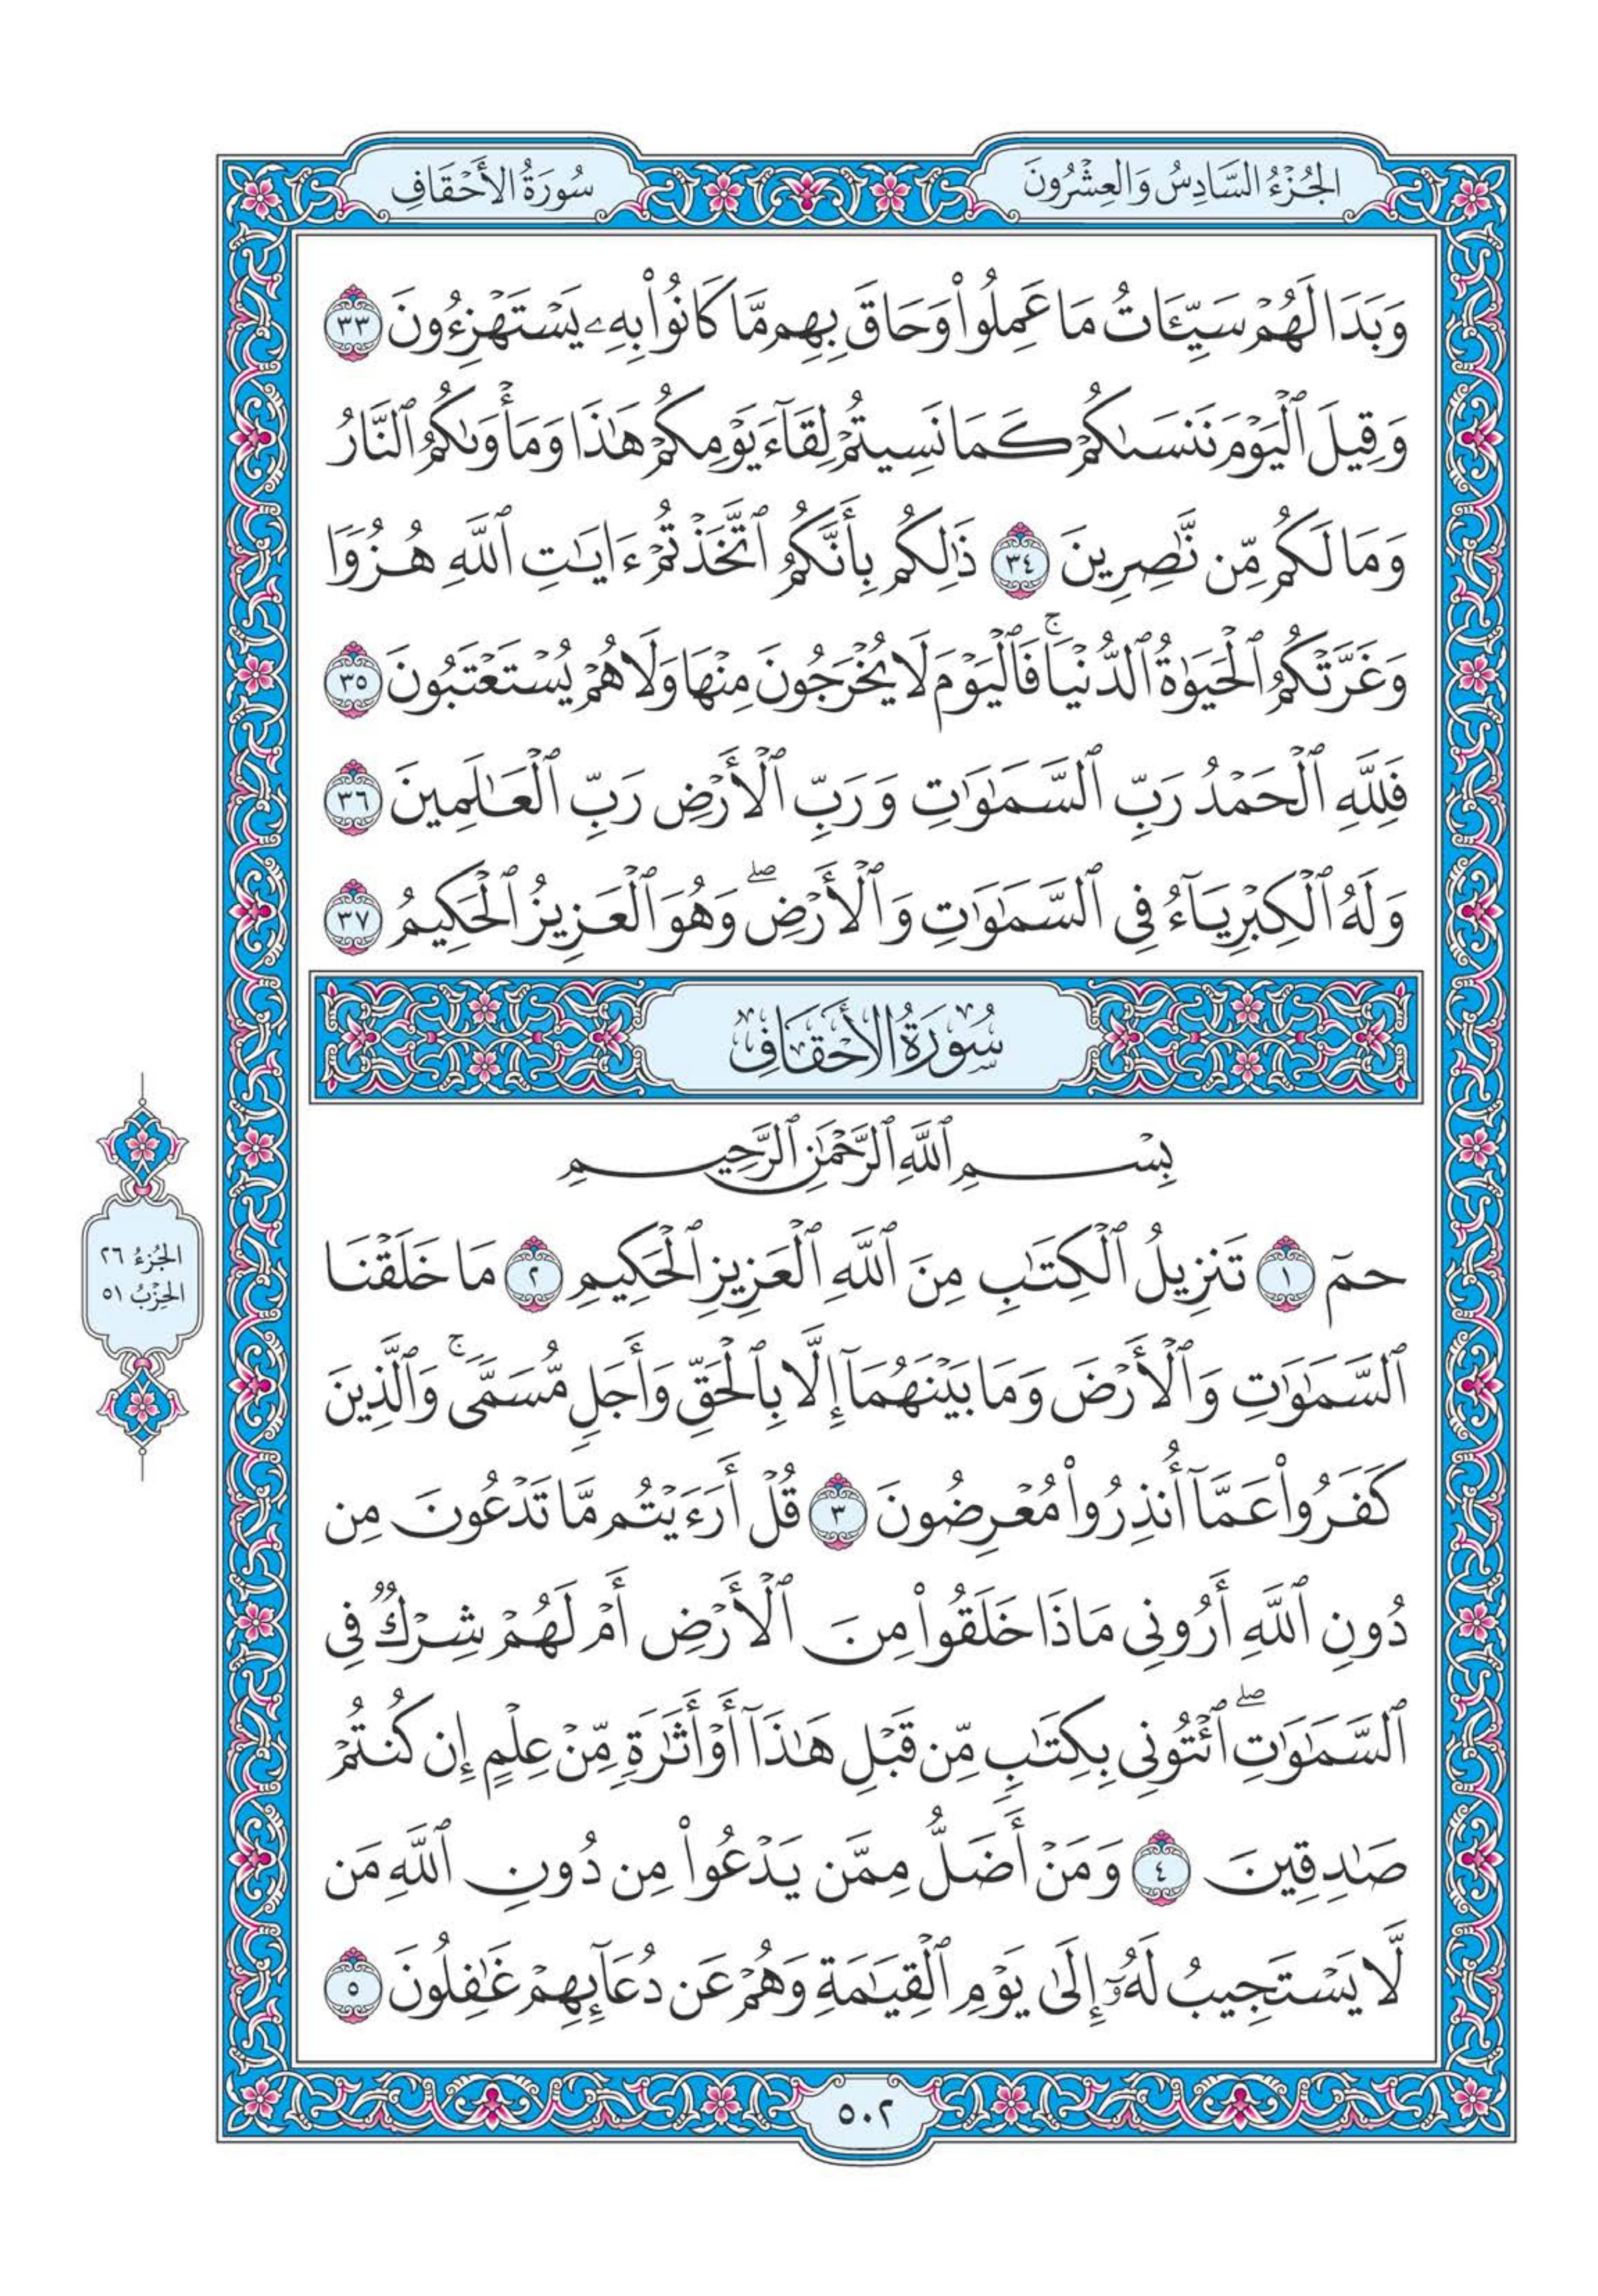 الجُزْءُ السَّادِسُ وَالعِشْرُونَ
سُورَةُ الأَحْقَافِ
وَبَدَا لَهُمْ سَيِّـَٔاتُ مَا عَمِلُوا۟ وَحَاقَ بِهِم مَّا كَانُوا۟ بِهِۦ يَسْتَهْزِءُونَ ٣٣
وَقِيلَ ٱلْيَوْمَ نَنسَىٰكُمْ كَمَا نَسِيتُمْ لِقَآءَ يَوْمِكُمْ هَٰذَا وَمَأْوَىٰكُمُ ٱلنَّارُ
وَمَا لَكُم مِّن نَّٰصِرِينَ ٣٤ ذَٰلِكُم بِأَنَّكُمُ ٱتَّخَذْتُمْ ءَايَٰتِ ٱللَّهِ هُزُوًا
وَغَرَّتْكُمُ ٱلْحَيَوٰةُ ٱلدُّنْيَا ۚ فَٱلْيَوْمَ لَا يُخْرَجُونَ مِنْهَا وَلَا هُمْ يُسْتَعْتَبُونَ ٣٥
فَلِلَّهِ ٱلْحَمْدُ رَبِّ ٱلسَّمَٰوَٰتِ وَرَبِّ ٱلْأَرْضِ رَبِّ ٱلْعَٰلَمِينَ ٣٦
وَلَهُ ٱلْكِبْرِيَآءُ فِى ٱلسَّمَٰوَٰتِ وَٱلْأَرْضِ ۖ وَهُوَ ٱلْعَزِيزُ ٱلْحَكِيمُ ٣٧
سُورَةُ الأَحْقَافِ
بِسْمِ ٱللَّهِ ٱلرَّحْمَٰنِ ٱلرَّحِيمِ
حمٓ ١ تَنزِيلُ ٱلْكِتَٰبِ مِنَ ٱللَّهِ ٱلْعَزِيزِ ٱلْحَكِيمِ ٢ مَا خَلَقْنَا
ٱلسَّمَٰوَٰتِ وَٱلْأَرْضَ وَمَا بَيْنَهُمَآ إِلَّا بِٱلْحَقِّ وَأَجَلٍ مُّسَمًّى ۚ وَٱلَّذِينَ
كَفَرُوا۟ عَمَّآ أُنذِرُوا۟ مُعْرِضُونَ ٣ قُلْ أَرَءَيْتُم مَّا تَدْعُونَ مِن
دُونِ ٱللَّهِ أَرُونِى مَاذَا خَلَقُوا۟ مِنَ ٱلْأَرْضِ أَمْ لَهُمْ شِرْكٌ فِى
ٱلسَّمَٰوَٰتِ ۖ ٱئْتُونِى بِكِتَٰبٍ مِّن قَبْلِ هَٰذَآ أَوْ أَثَٰرَةٍ مِّنْ عِلْمٍ إِن كُنتُمْ
صَٰدِقِينَ ٤ وَمَنْ أَضَلُّ مِمَّن يَدْعُوا۟ مِن دُونِ ٱللَّهِ مَن
لَّا يَسْتَجِيبُ لَهُۥٓ إِلَىٰ يَوْمِ ٱلْقِيَٰمَةِ وَهُمْ عَن دُعَآئِهِمْ غَٰفِلُونَ ٥
الجُزْءُ ٢٦
الحِزْبُ ٥١
٥٠٢